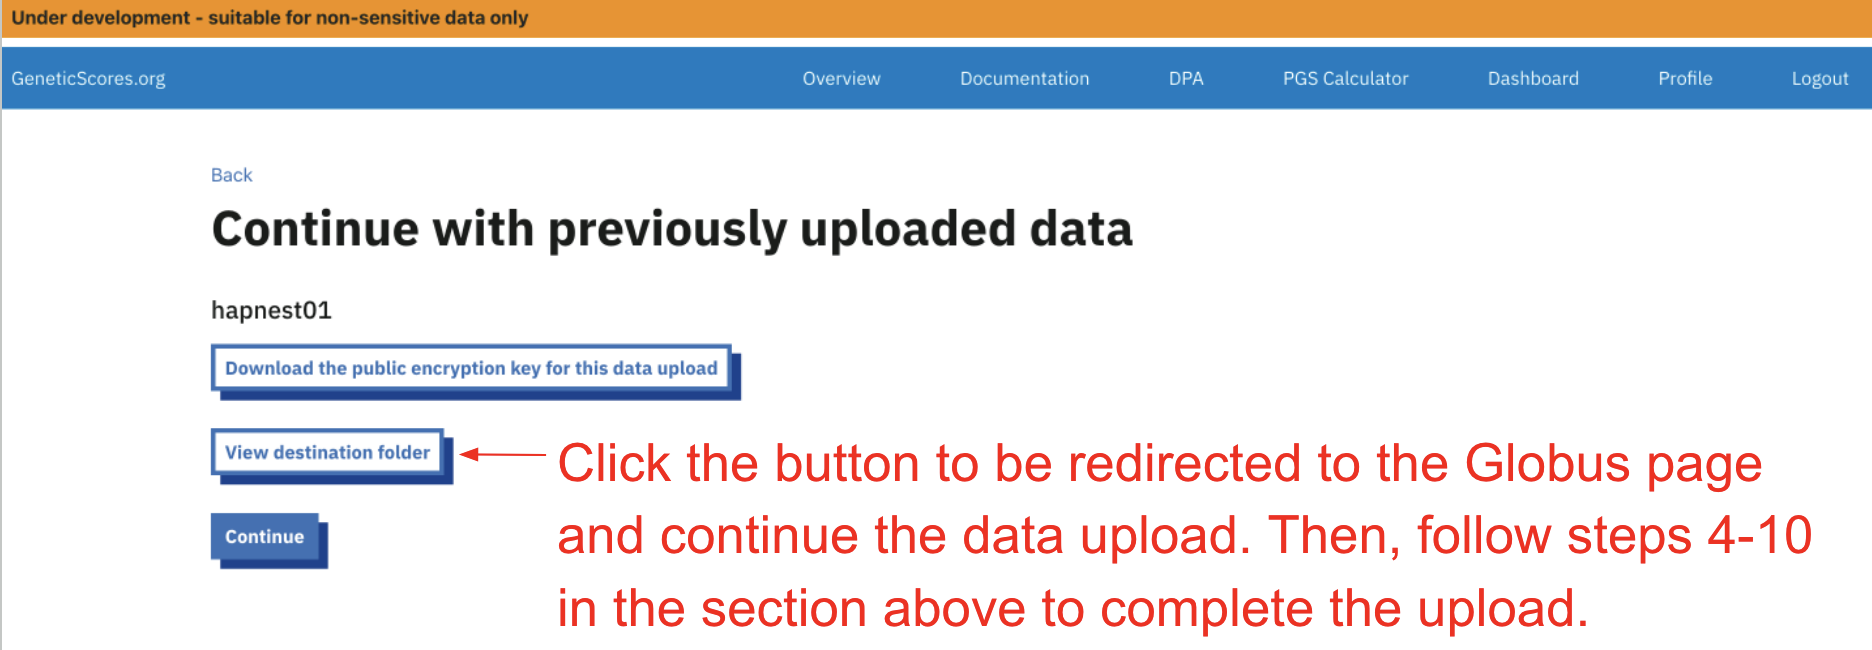 Under development - suitable for non-sensitive data only
GeneticScores.org Overview Documentation DPA PGS Calculator Dashboard Profile Logout
Back
Continue with previously uploaded data
hapnest01
Download the public encryption key for this data upload
View destination folder
Click the button to be redirected to the Globus page
and continue the data upload. Then, follow steps 4-10
in the section above to complete the upload.
Continue